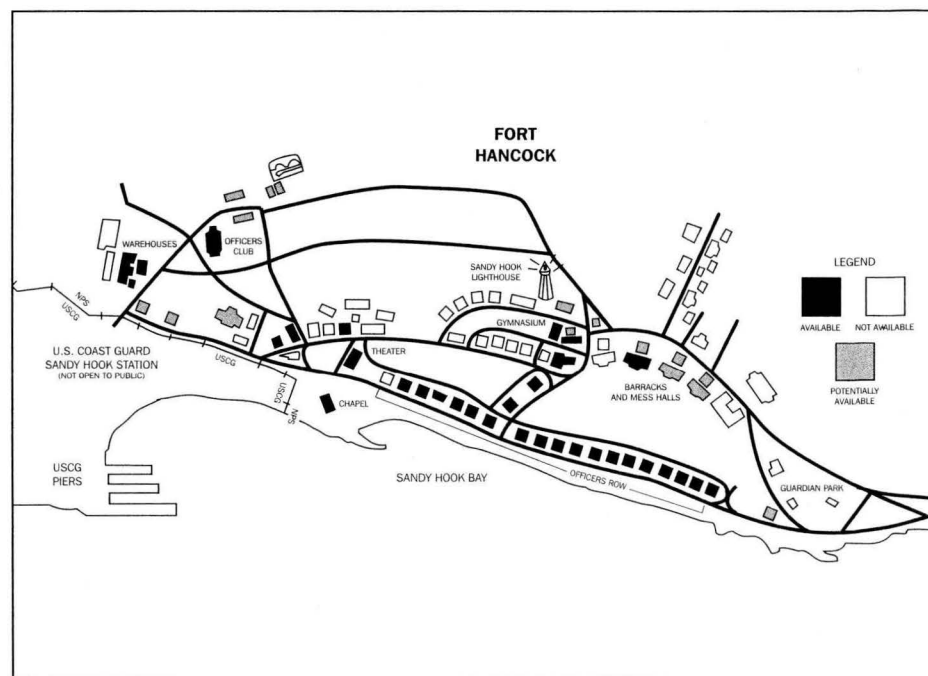 FORT
HANCOCK
WAREHOUSES
OFFICERS
CLUB
SANDY HOOK
LIGHTHOUSE
LEGEND
AVAILABLE
NOT AVAILABLE
POTENTIALLY
AVAILABLE
NPS
USCG
GYMNASIUM
U.S. COAST GUARD
SANDY HOOK STATION
(NOT OPEN TO PUBLIC)
USCG
THEATER
BARRACKS
AND MESS HALLS
USCG
NPS
CHAPEL
USCG
PIERS
SANDY HOOK BAY
OFFICERS ROW
GUARDIAN PARK